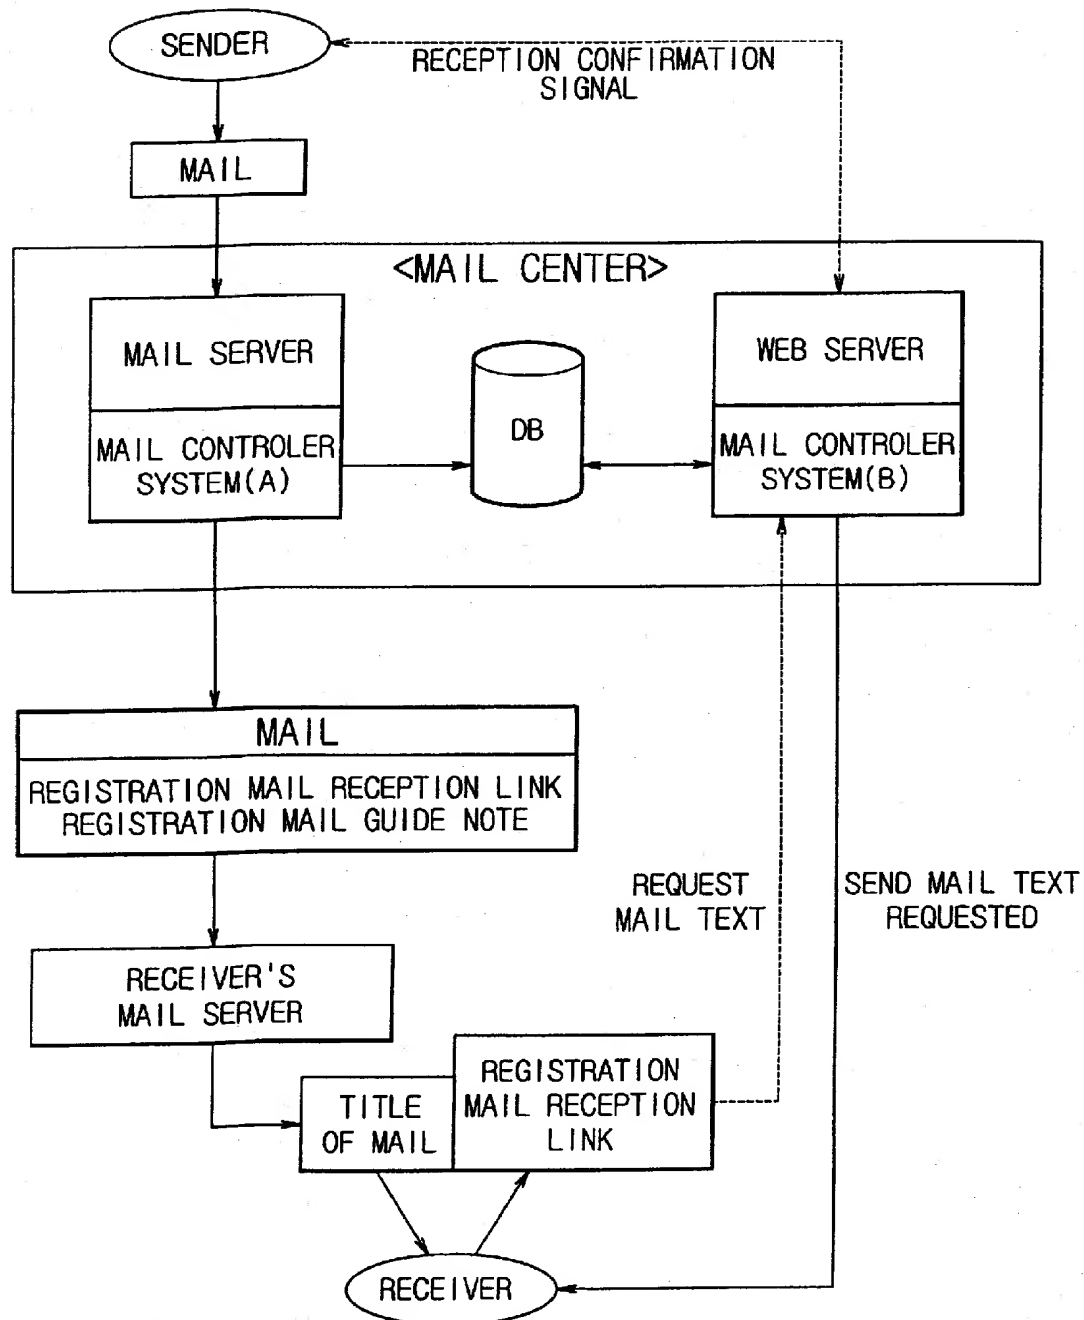 SENDER
RECEPTION CONFIRMATION
SIGNAL
MAIL
<MAIL CENTER>
MAIL SERVER
MAIL CONTROLER
SYSTEM(A)
DB
WEB SERVER
MAIL CONTROLER
SYSTEM(B)
MAIL
REGISTRATION MAIL RECEPTION LINK
REGISTRATION MAIL GUIDE NOTE
REQUEST
MAIL TEXT
SEND MAIL TEXT
REQUESTED
RECEIVER'S
MAIL SERVER
TITLE
OF MAIL
REGISTRATION
MAIL RECEPTION
LINK
RECEIVER